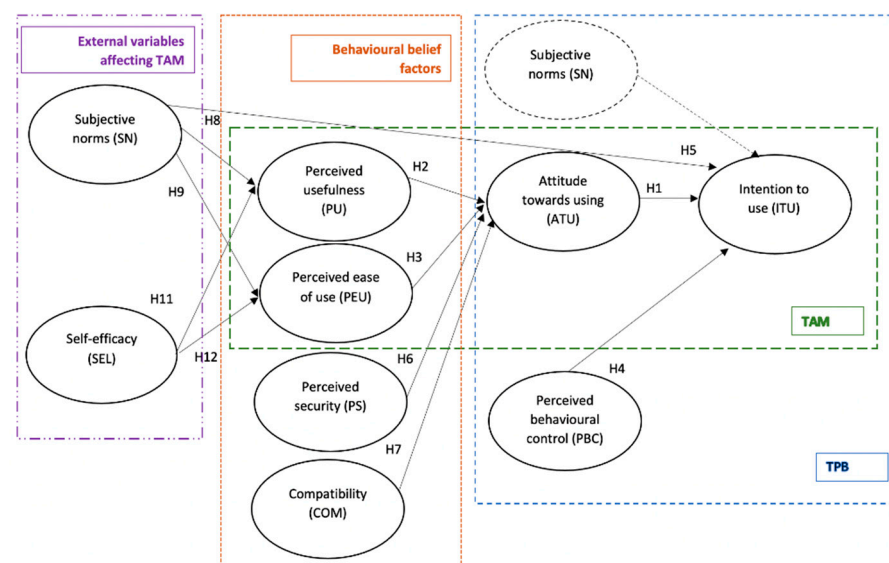 External variables
affecting TAM
Behavioural belief
factors
Subjective
norms (SN)
Subjective
norms (SN)
H8
H5
Perceived
usefulness
(PU)
H2
Attitude
towards using
(ATU)
H1
Intention to
use (ITU)
H9
H3
Perceived ease
of use (PEU)
H11
TAM
Self-efficacy
(SEL)
H12
H6
H4
Perceived
security (PS)
Perceived
behavioural
control (PBC)
H7
TPB
Compatibility
(COM)